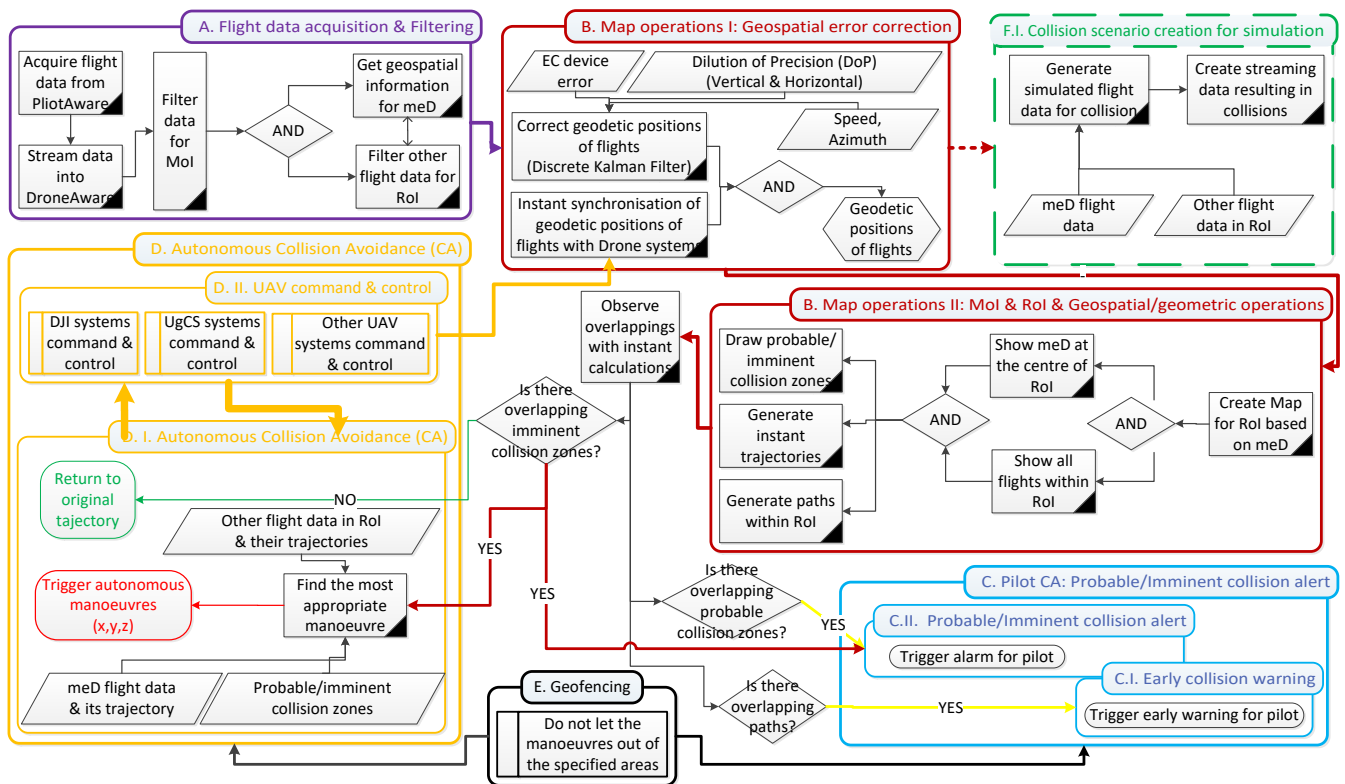 A. Flight data acquisition & Filtering
Acquire flight
data from
PliotAware
Stream data
into
DroneAware
Filter
data
for
MoI
AND
Get geospatial
information
for meD
Filter other
flight data for
RoI
B. Map operations I: Geospatial error correction
EC device
error
Dilution of Precision (DoP)
(Vertical & Horizontal)
Speed,
Azimuth
Correct geodetic positions
of flights
(Discrete Kalman Filter)
Instant synchronisation of
geodetic positions of
flights with Drone systems
AND
Geodetic
positions
of flights
F.I. Collision scenario creation for simulation
Generate
simulated flight
data for collision
Create streaming
data resulting in
collisions
meD flight
data
Other flight
data in RoI
D. Autonomous Collision Avoidance (CA)
D. II. UAV command & control
DJI systems
command &
control
UgCS systems
command &
control
Other UAV
systems command
& control
D. I. Autonomous Collision Avoidance (CA)
Return to
original
tajectory
NO
Other flight data in RoI
& their trajectories
Trigger autonomous
manoeuvres
(x,y,z)
Find the most
appropriate
manoeuvre
meD flight data
& its trajectory
Probable/imminent
collision zones
Observe
overlappings
with instant
calculations
Is there
overlapping
imminent
collision zones?
YES
YES
B. Map operations II: MoI & RoI & Geospatial/geometric operations
Draw probable/
imminent
collision zones
Generate
instant
trajectories
Generate paths
within RoI
AND
Show meD at
the centre of
RoI
Show all
flights within
RoI
AND
Create Map
for RoI based
on meD
Is there
overlapping
probable
collision zones?
YES
Is there
overlapping
paths?
YES
C. Pilot CA: Probable/Imminent collision alert
C.II. Probable/Imminent collision alert
Trigger alarm for pilot
C.I. Early collision warning
Trigger early warning for pilot
E. Geofencing
Do not let the
manoeuvres out of
the specified areas